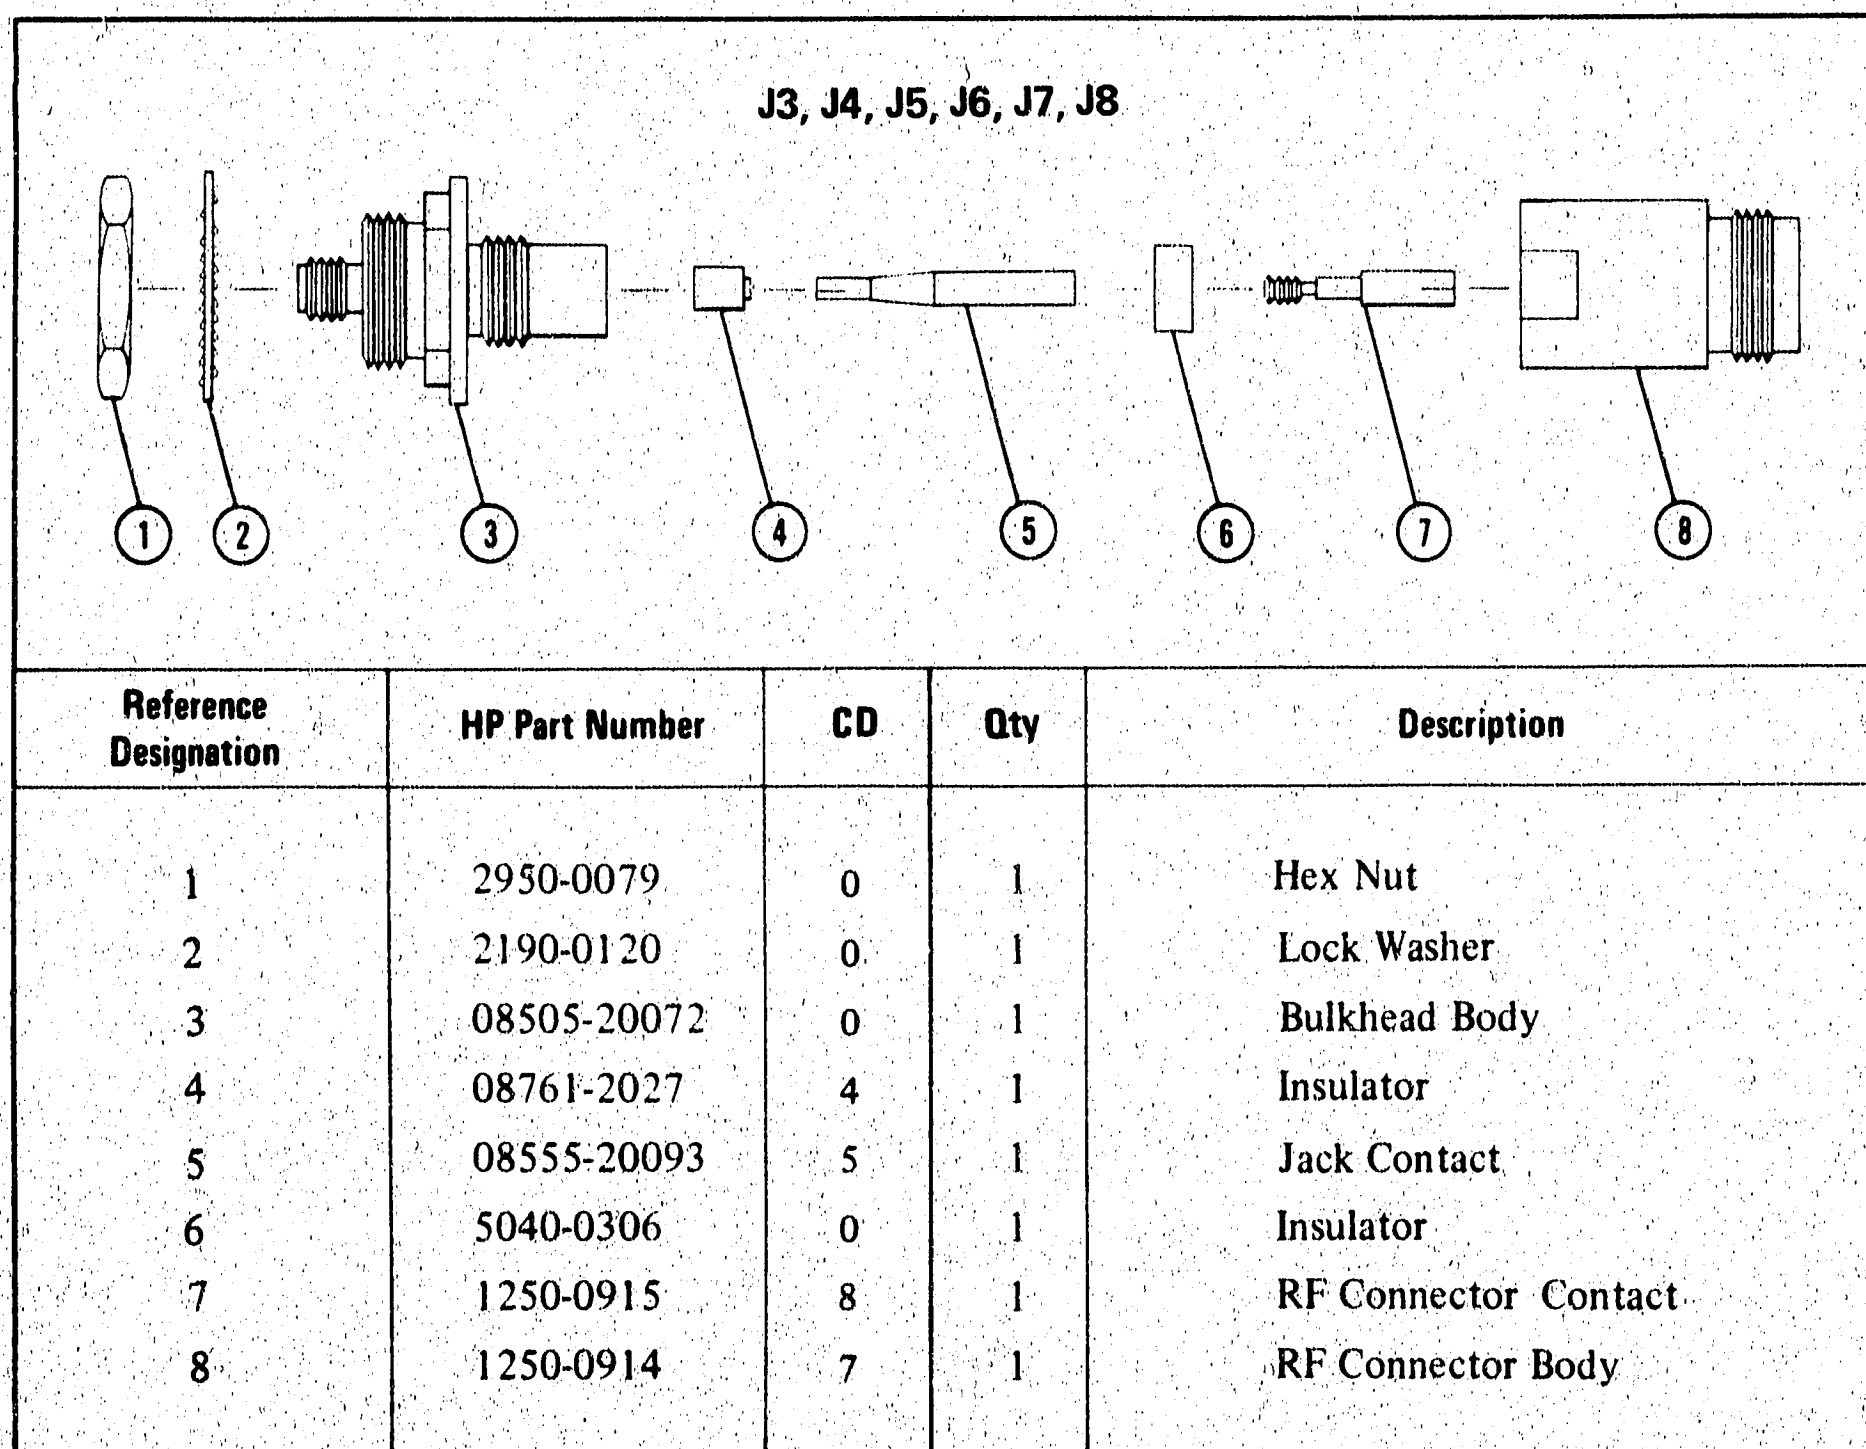 J3, J4, J5, J6, J7, J8
1 2 3 4 5 6 7 8
Reference Designation HP Part Number CD Qty Description
1 2950-0079 0 1 Hex Nut
2 2190-0120 0 1 Lock Washer
3 08505-20072 0 1 Bulkhead Body
4 08761-2027 4 1 Insulator
5 08555-20093 5 1 Jack Contact
6 5040-0306 0 1 Insulator
7 1250-0915 8 1 RF Connector Contact
8 1250-0914 7 1 RF Connector Body